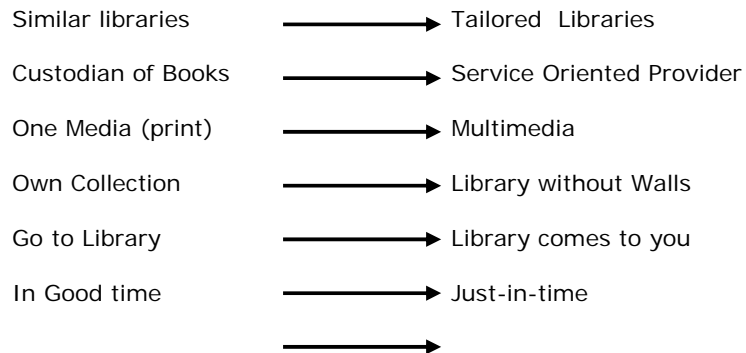 Similar libraries Tailored Libraries
Custodian of Books Service Oriented Provider
One Media (print) Multimedia
Own Collection Library without Walls
Go to Library Library comes to you
In Good time Just-in-time